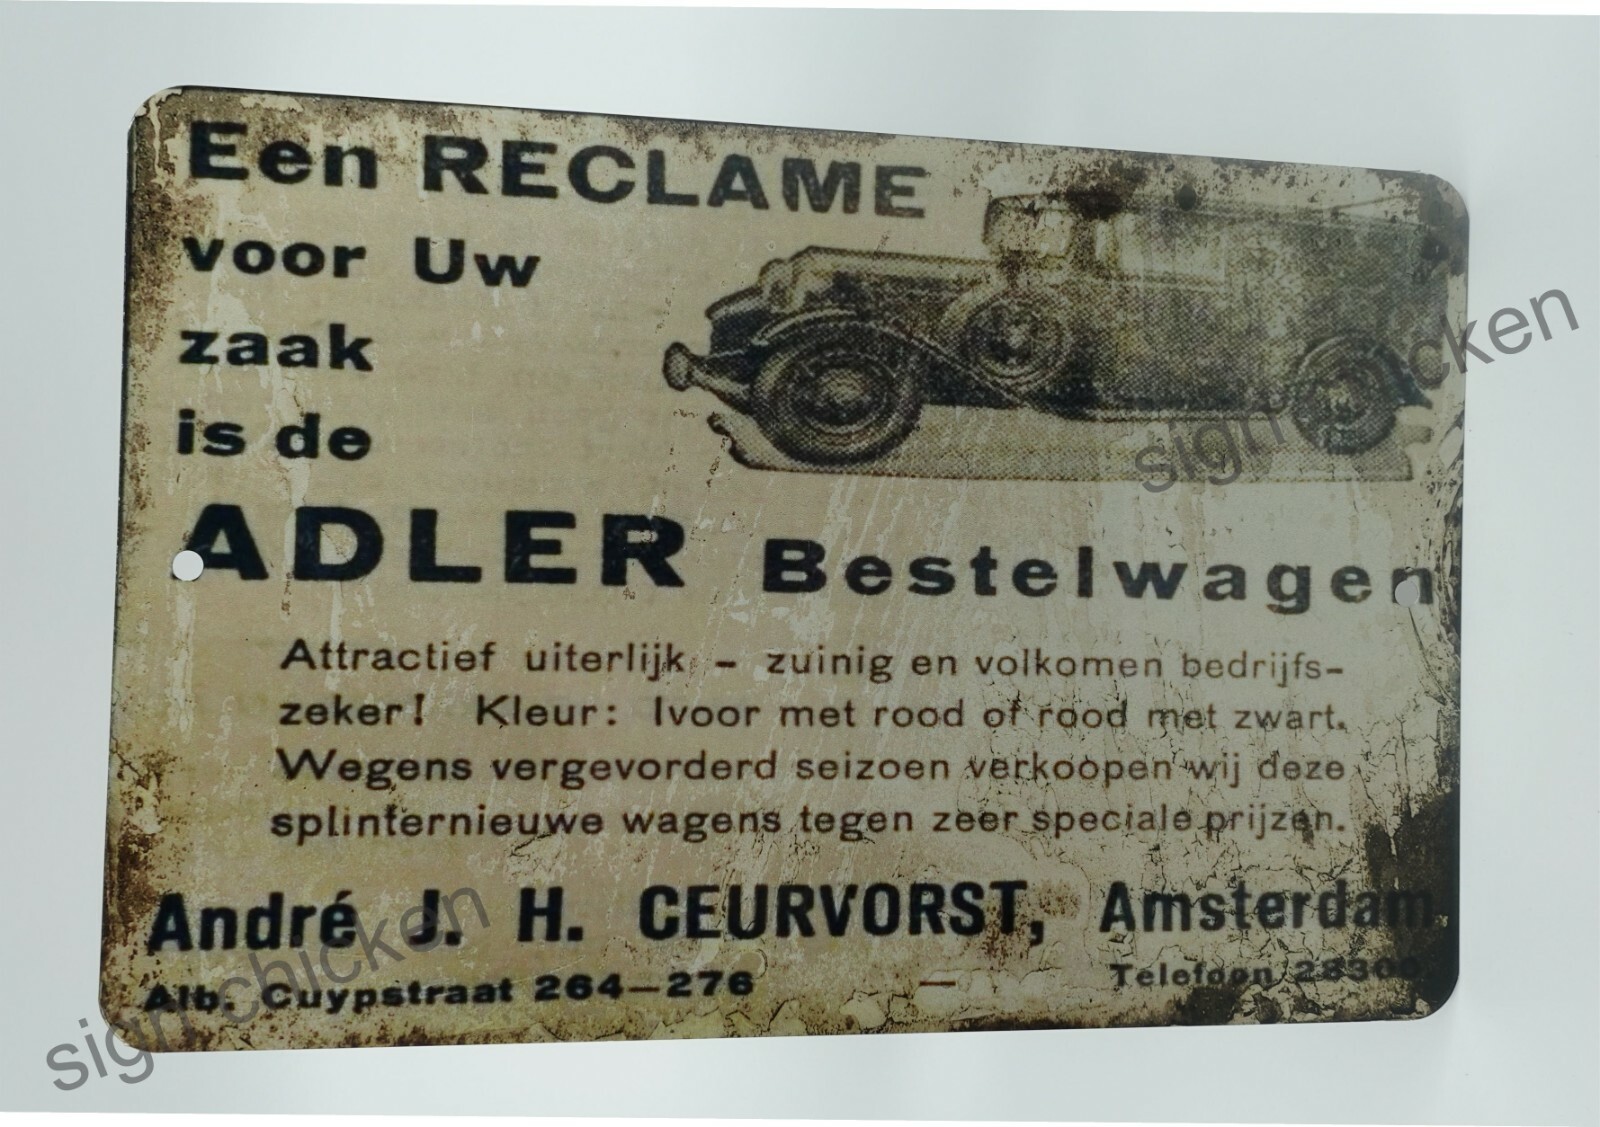 Een RECLAME
voor Uw
zaak
is de
ADLER Bestelwagen
Attractief uiterlijk – zuinig en volkomen bedrijfs-
zeker! Kleur: Ivoor met rood of rood met zwart.
Wegens vergevorderd seizoen verkoopen wij deze
splinternieuwe wagens tegen zeer speciale prijzen.
André J. H. CEURVORST, Amsterdam
Alb. Cuypstraat 264—276 — Telefoon 28300
sign chicken
sign chicken